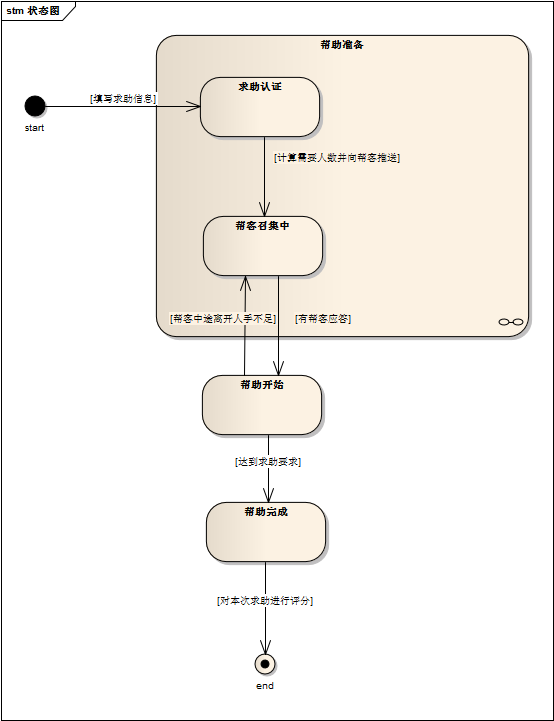 stm 状态图
帮助准备
求助认证
[填写求助信息]
start
[计算需要人数并向帮客推送]
帮客召集中
[帮客中途离开人手不足]
[有帮客应答]
帮助开始
[达到求助要求]
帮助完成
[对本次求助进行评分]
end